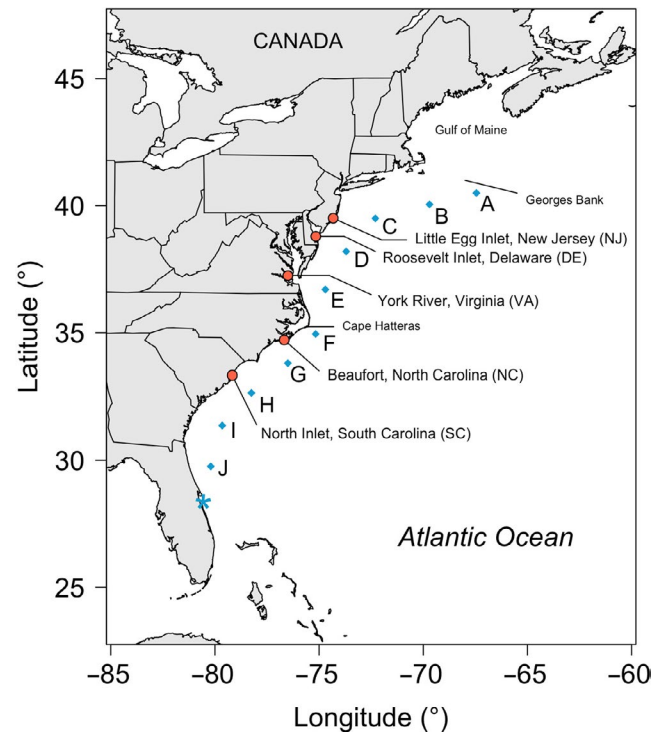 CANADA
45
Gulf of Maine
A
Georges Bank
B
40
C
Little Egg Inlet, New Jersey (NJ)
D
Roosevelt Inlet, Delaware (DE)
E
York River, Virginia (VA)
35
Cape Hatteras
F
G
Beaufort, North Carolina (NC)
H
I
North Inlet, South Carolina (SC)
30
J
*
Atlantic Ocean
25
Latitude (°)
−85
−80
−75
−70
−65
−60
Longitude (°)